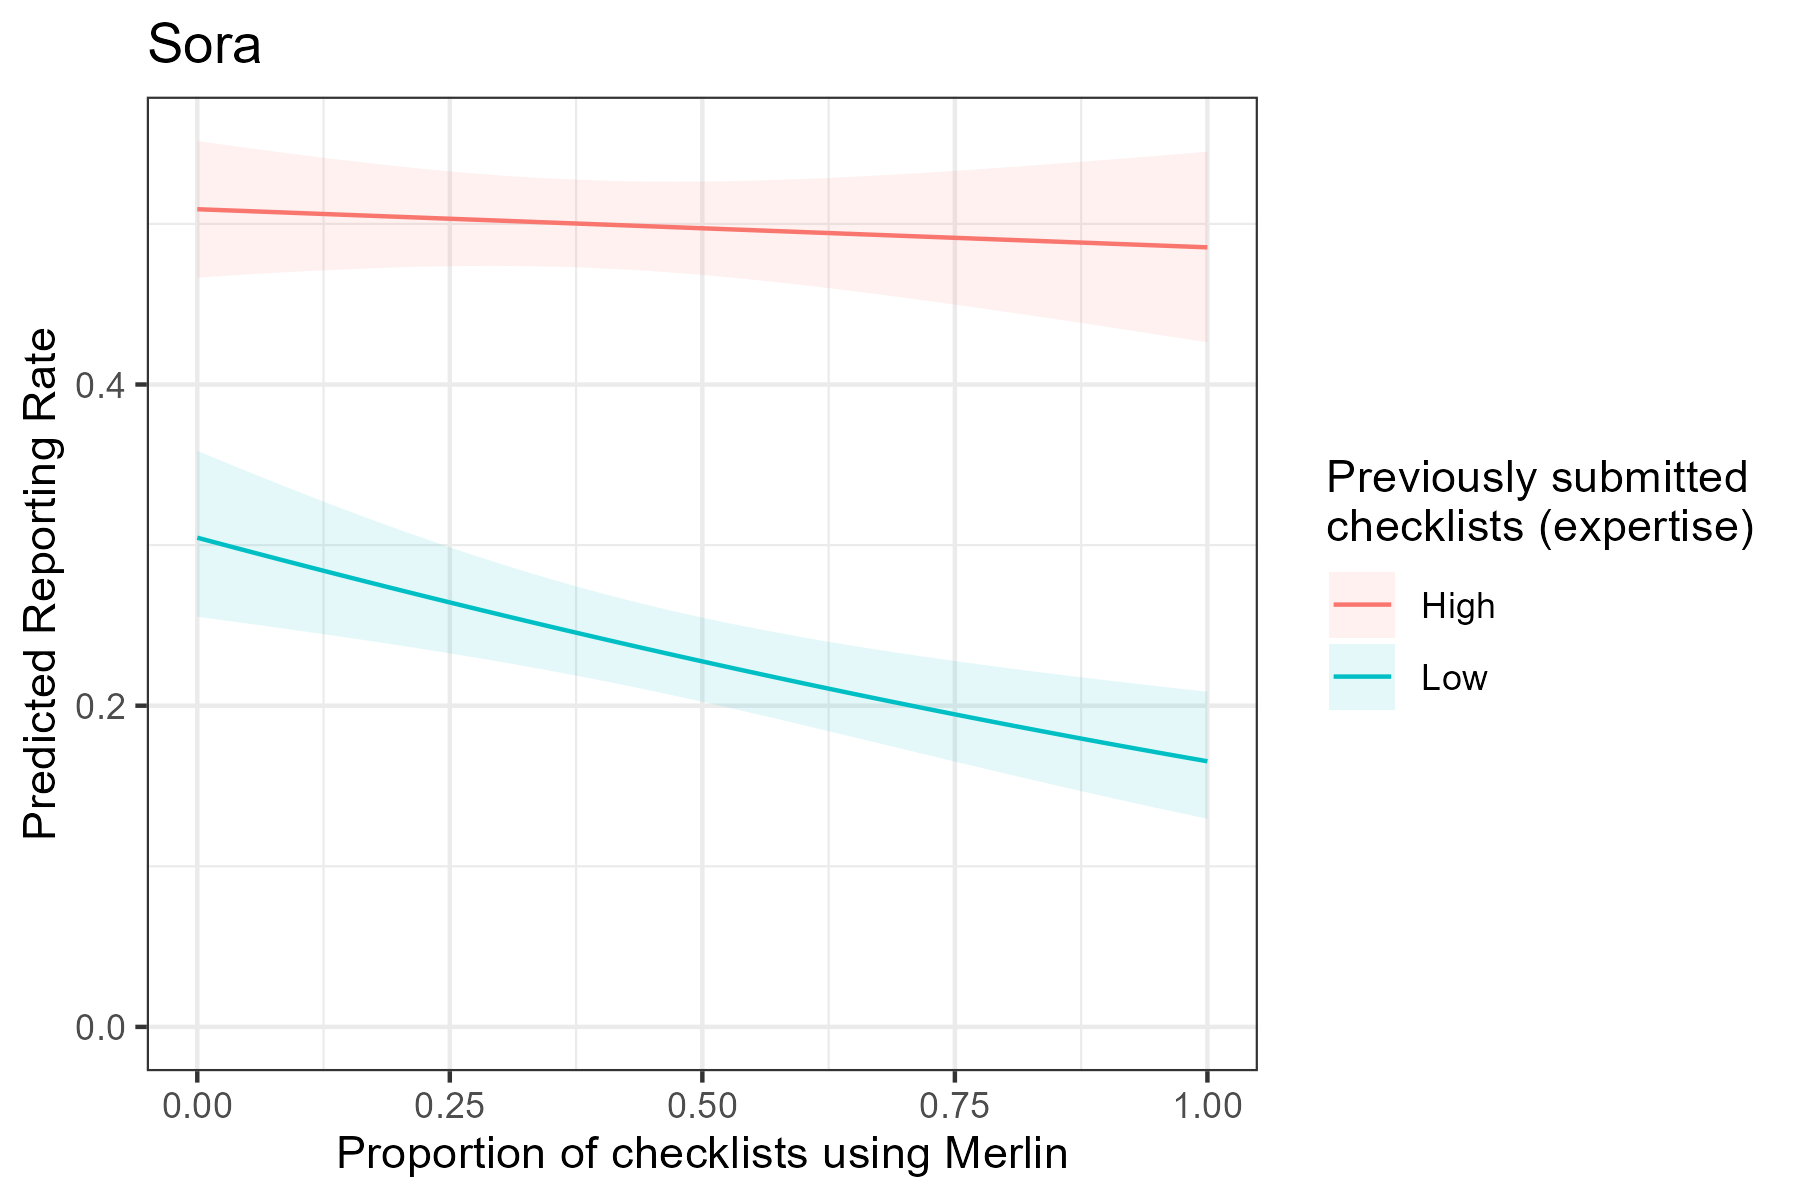 Sora
Predicted Reporting Rate
0.4
0.2
0.0
0.00 0.25 0.50 0.75 1.00
Proportion of checklists using Merlin
Previously submitted
checklists (expertise)
High
Low